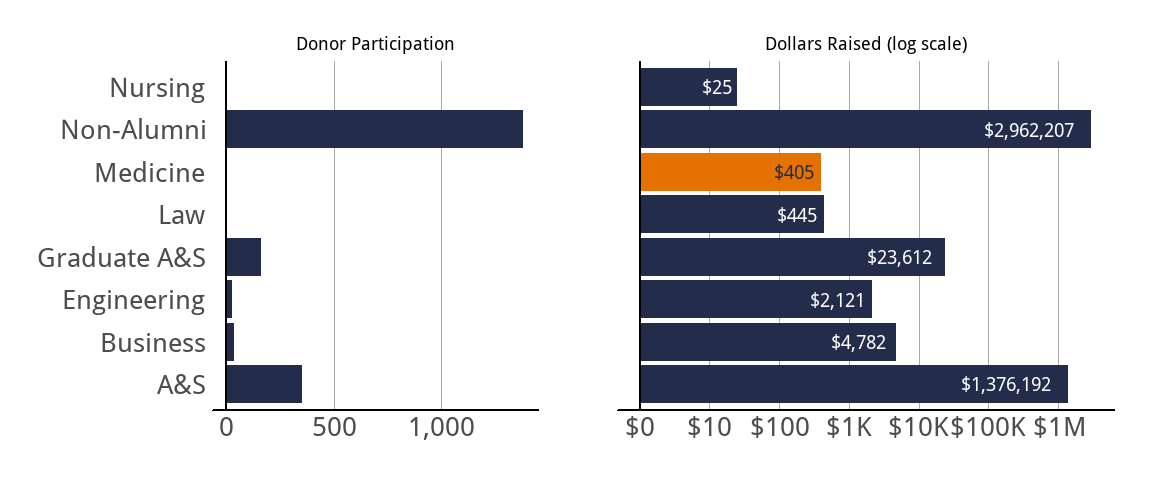 Donor Participation
Dollars Raised (log scale)
Nursing
$25
Non-Alumni
$2,962,207
Medicine
$405
Law
$445
Graduate A&S
$23,612
Engineering
$2,121
Business
$4,782
A&S
$1,376,192
0 500 1,000
$0 $10 $100 $1K $10K $100K $1M